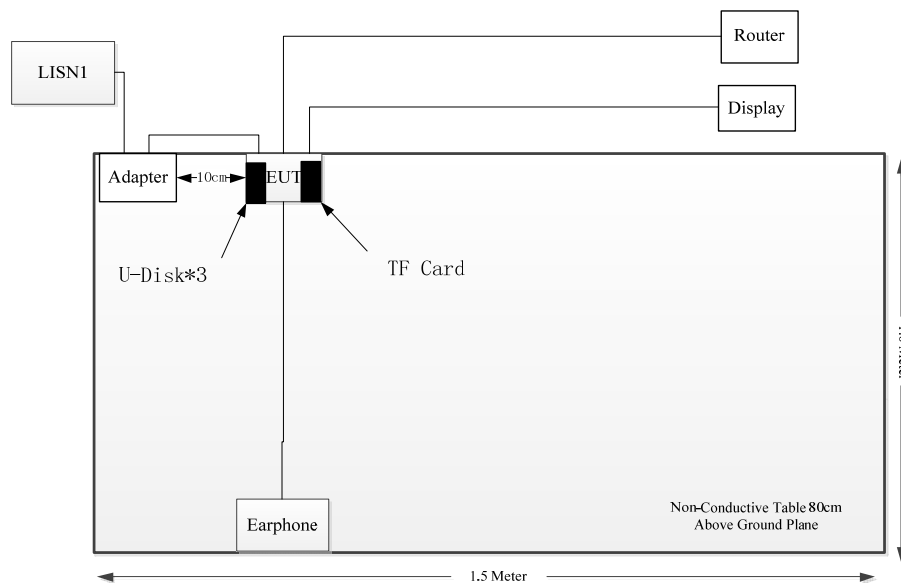 Router
LISN1
Display
Adapter
10cm
EUT
U-Disk*3
TF Card
Earphone
Non-Conductive Table 80cm
Above Ground Plane
1.5 Meter